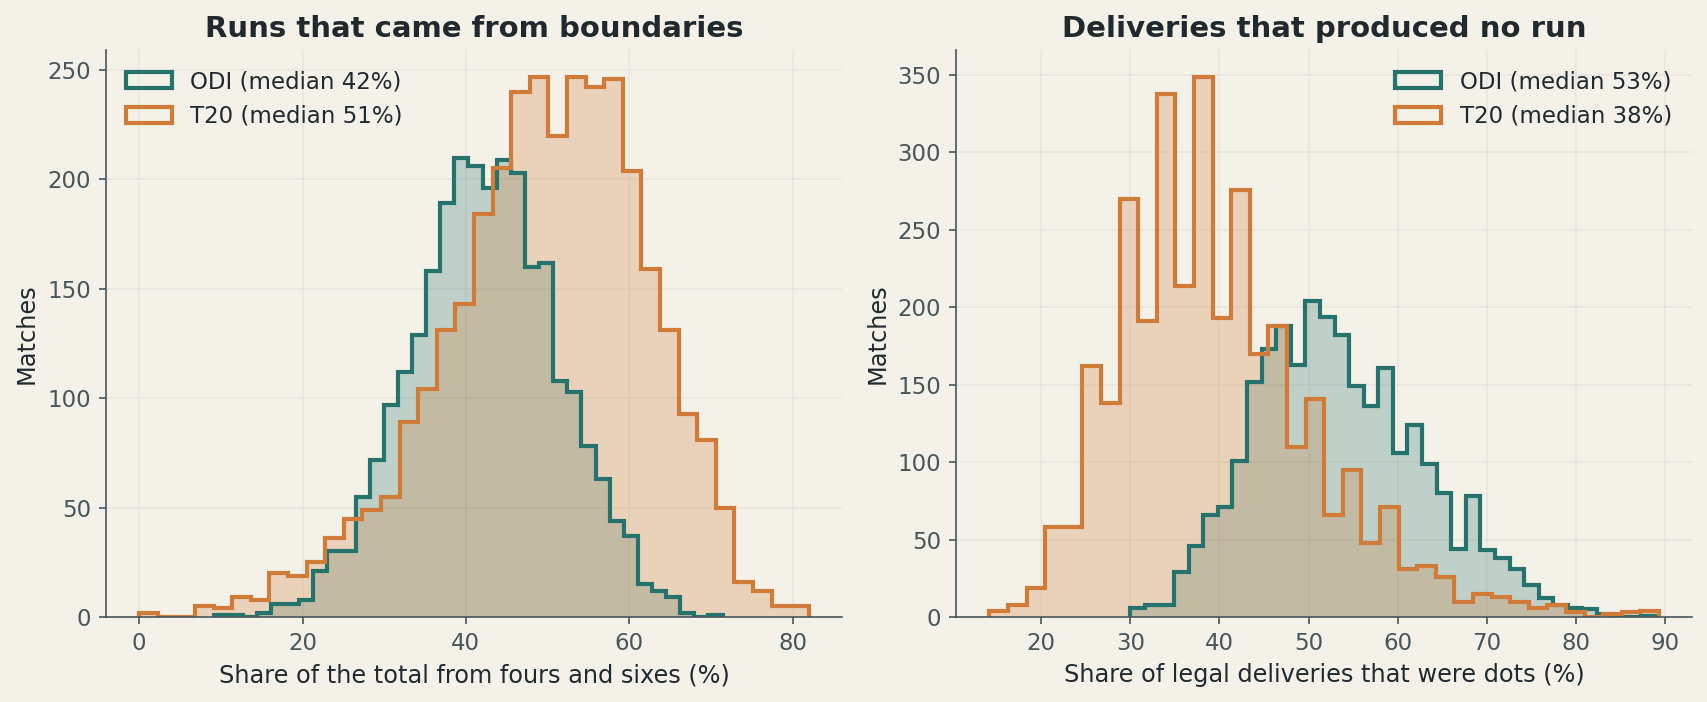 Runs that came from boundaries
ODI (median 42%)
T20 (median 51%)
250
200
150
100
50
0
Matches
0 20 40 60 80
Share of the total from fours and sixes (%)
Deliveries that produced no run
ODI (median 53%)
T20 (median 38%)
350
300
250
200
150
100
50
0
Matches
20 30 40 50 60 70 80 90
Share of legal deliveries that were dots (%)